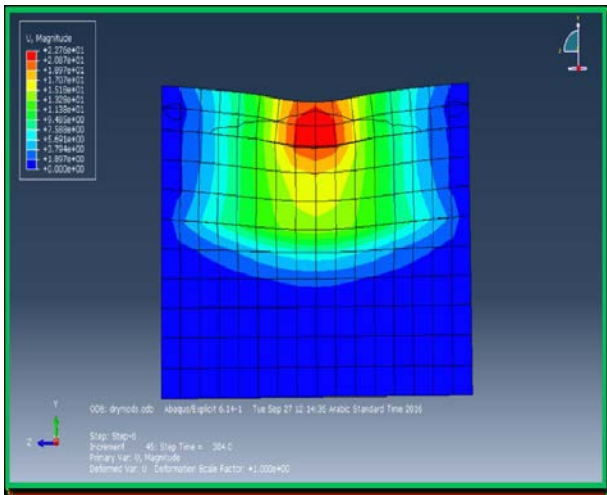 U, Magnitude
+2.276e+01
+2.087e+01
+1.897e+01
+1.707e+01
+1.518e+01
+1.328e+01
+1.138e+01
+9.485e+00
+7.588e+00
+5.691e+00
+3.794e+00
+1.897e+00
+0.000e+00
Y
Z
ODB: drymods.odb Abaqus/Explicit 6.14-1 Tue Sep 27 12:14:35 Arabic Standard Time 2016
Step: Step-6
Increment 45: Step Time = 304.0
Primary Var: U, Magnitude
Deformed Var: U Deformation Scale Factor: +1.000e+00